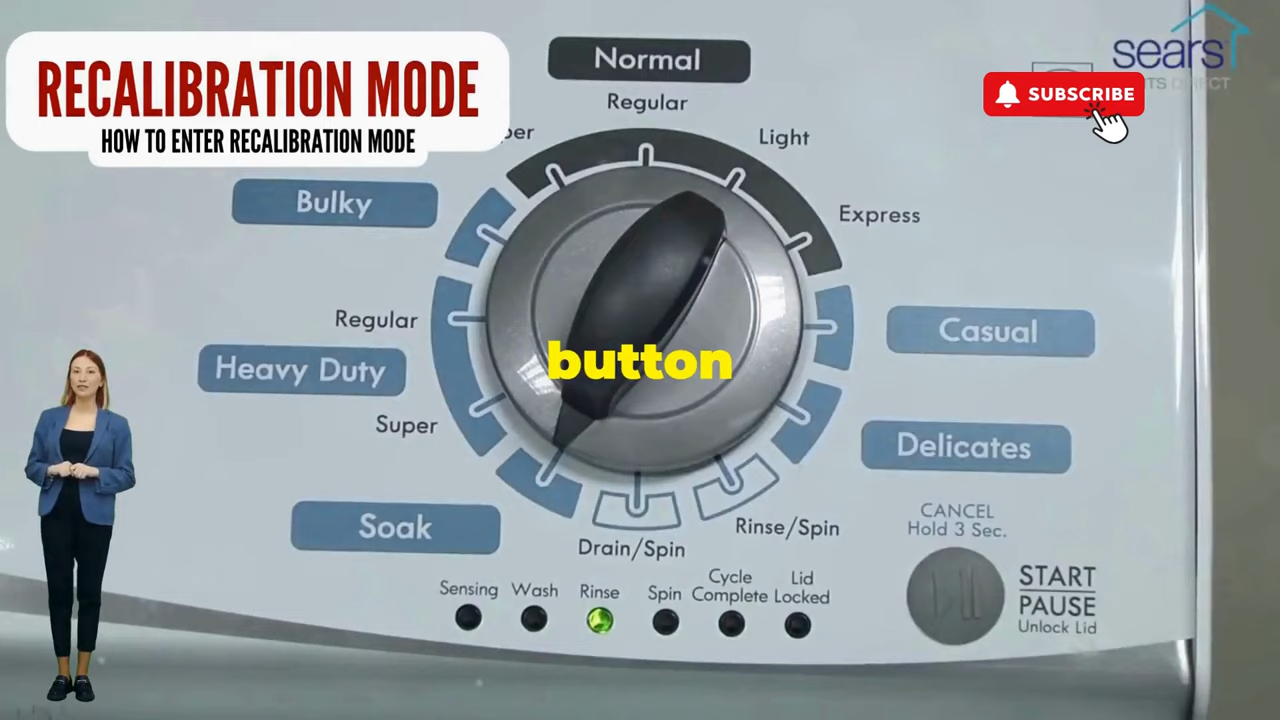 RECALIBRATION MODE
HOW TO ENTER RECALIBRATION MODE
sears
DIRECT
SUBSCRIBE
Normal
Regular
Light
Express
Bulky
Regular
Heavy Duty
Super
Casual
Delicates
button
Soak
Drain/Spin
Rinse/Spin
CANCEL
Hold 3 Sec.
START
PAUSE
Unlock Lid
Sensing
Wash
Rinse
Spin
Cycle
Complete
Lid
Locked